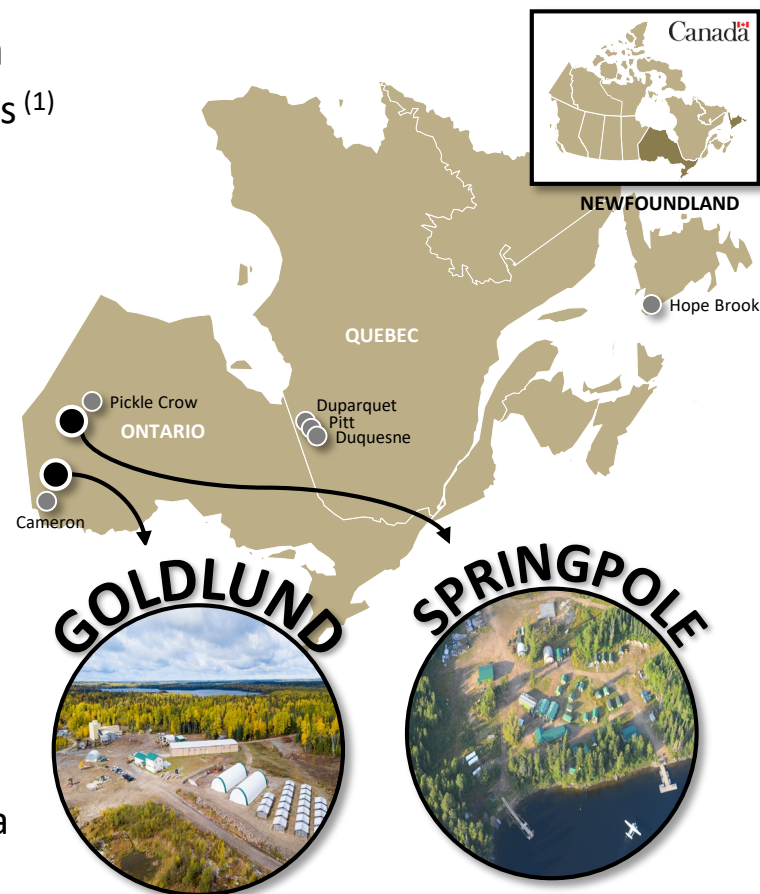 s (1)
Canada
NEWFOUNDLAND
Hope Brook
QUEBEC
Pickle Crow
ONTARIO
Duparquet
Pitt
Duquesne
Cameron
GOLDLUND
SPRINGPOLE
a